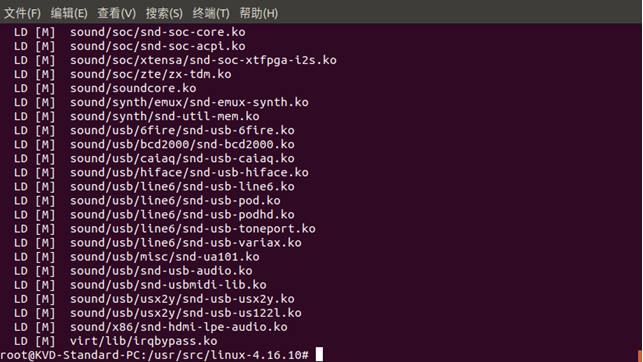 文件(F) 编辑(E) 查看(V) 搜索(S) 终端(T) 帮助(H)
LD [M] sound/soc/snd-soc-core.ko
LD [M] sound/soc/snd-soc-acpi.ko
LD [M] sound/soc/xtensa/snd-soc-xtfpga-i2s.ko
LD [M] sound/soc/zte/zx-tdm.ko
LD [M] sound/soundcore.ko
LD [M] sound/synth/emux/snd-emux-synth.ko
LD [M] sound/synth/snd-util-mem.ko
LD [M] sound/usb/6fire/snd-usb-6fire.ko
LD [M] sound/usb/bcd2000/snd-bcd2000.ko
LD [M] sound/usb/caiaq/snd-usb-caiaq.ko
LD [M] sound/usb/hiface/snd-usb-hiface.ko
LD [M] sound/usb/line6/snd-usb-line6.ko
LD [M] sound/usb/line6/snd-usb-pod.ko
LD [M] sound/usb/line6/snd-usb-podhd.ko
LD [M] sound/usb/line6/snd-usb-toneport.ko
LD [M] sound/usb/line6/snd-usb-variax.ko
LD [M] sound/usb/misc/snd-ua101.ko
LD [M] sound/usb/snd-usb-audio.ko
LD [M] sound/usb/snd-usbmidi-lib.ko
LD [M] sound/usb/usx2y/snd-usb-usx2y.ko
LD [M] sound/usb/usx2y/snd-usb-us122l.ko
LD [M] sound/x86/snd-hdmi-lpe-audio.ko
LD [M] virt/lib/irqbypass.ko
root@KVD-Standard-PC:/usr/src/linux-4.16.10#